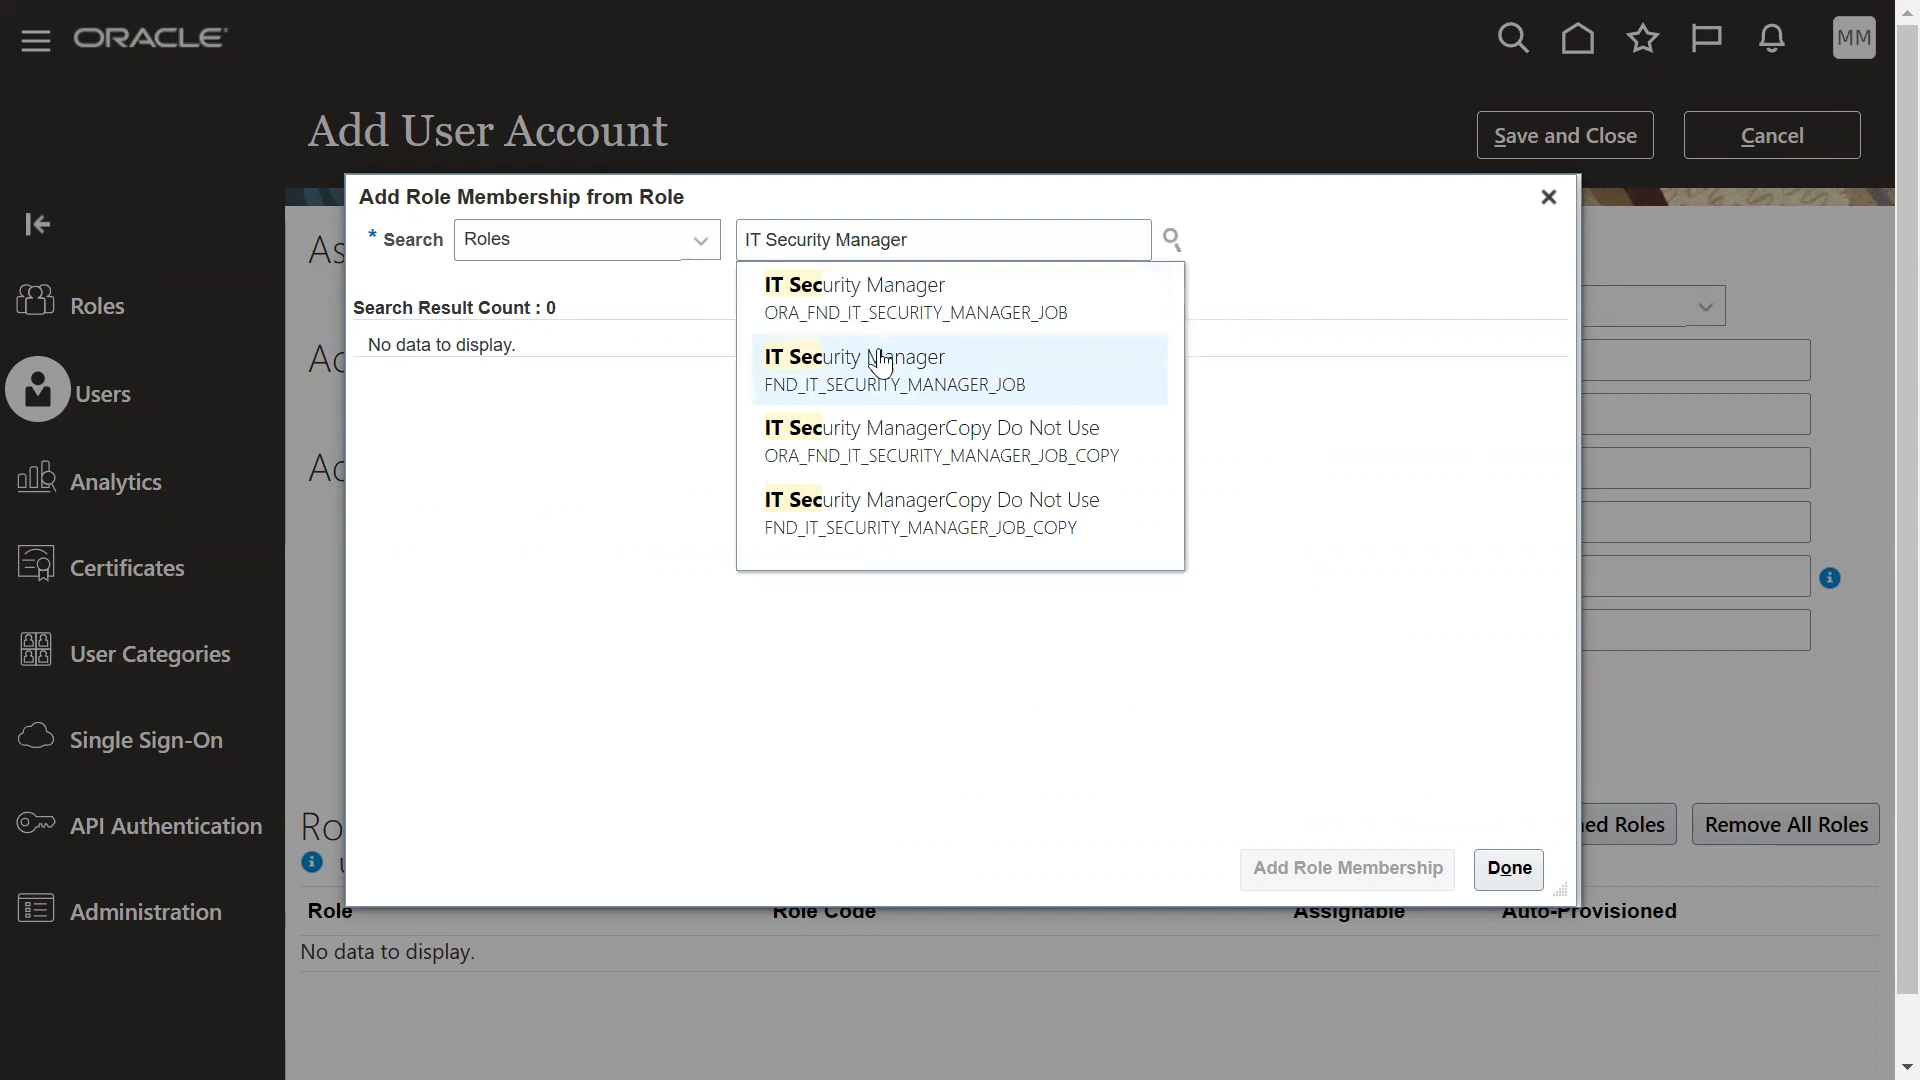 ORACLE
MM
Add User Account
Save and Close
Cancel
Add Role Membership from Role
* Search
Roles
IT Security Manager
IT Security Manager
ORA_FND_IT_SECURITY_MANAGER_JOB
IT Security Manager
FND_IT_SECURITY_MANAGER_JOB
IT Security ManagerCopy Do Not Use
ORA_FND_IT_SECURITY_MANAGER_JOB_COPY
IT Security ManagerCopy Do Not Use
FND_IT_SECURITY_MANAGER_JOB_COPY
Search Result Count : 0
No data to display.
Add Role Membership
Done
Roles
Users
Analytics
Certificates
User Categories
Single Sign-On
API Authentication
Administration
Remove All Roles
Role
Role Code
Assignable
Auto-Provisioned
No data to display.